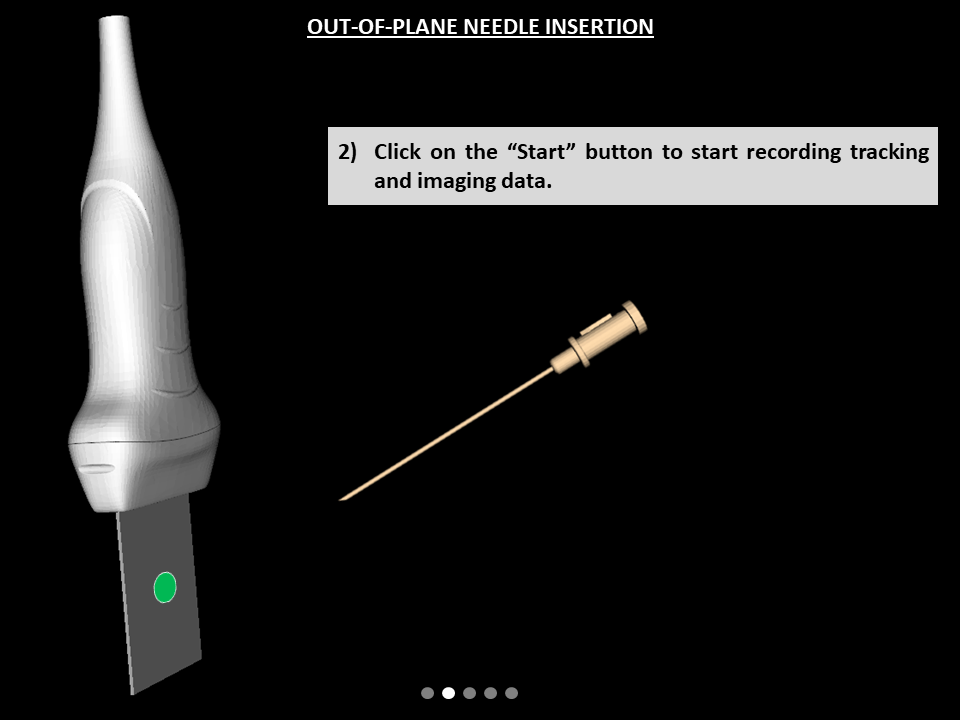 OUT-OF-PLANE NEEDLE INSERTION
2) Click on the “Start” button to start recording tracking
and imaging data.